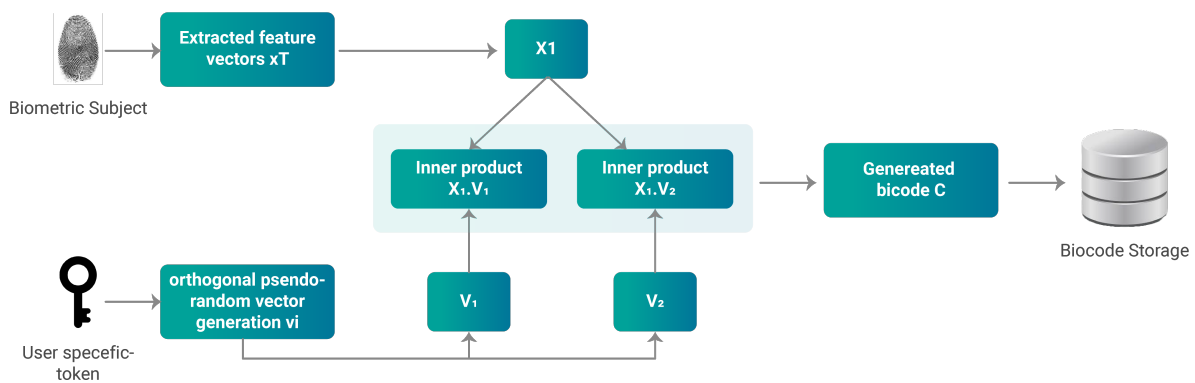 Biometric Subject
Extracted feature
vectors xT
X1
Inner product
X₁.V₁
Inner product
X₁.V₂
Genereated
bicode C
Biocode Storage
User specefic-
token
orthogonal psendo-
random vector
generation vi
V₁
V₂